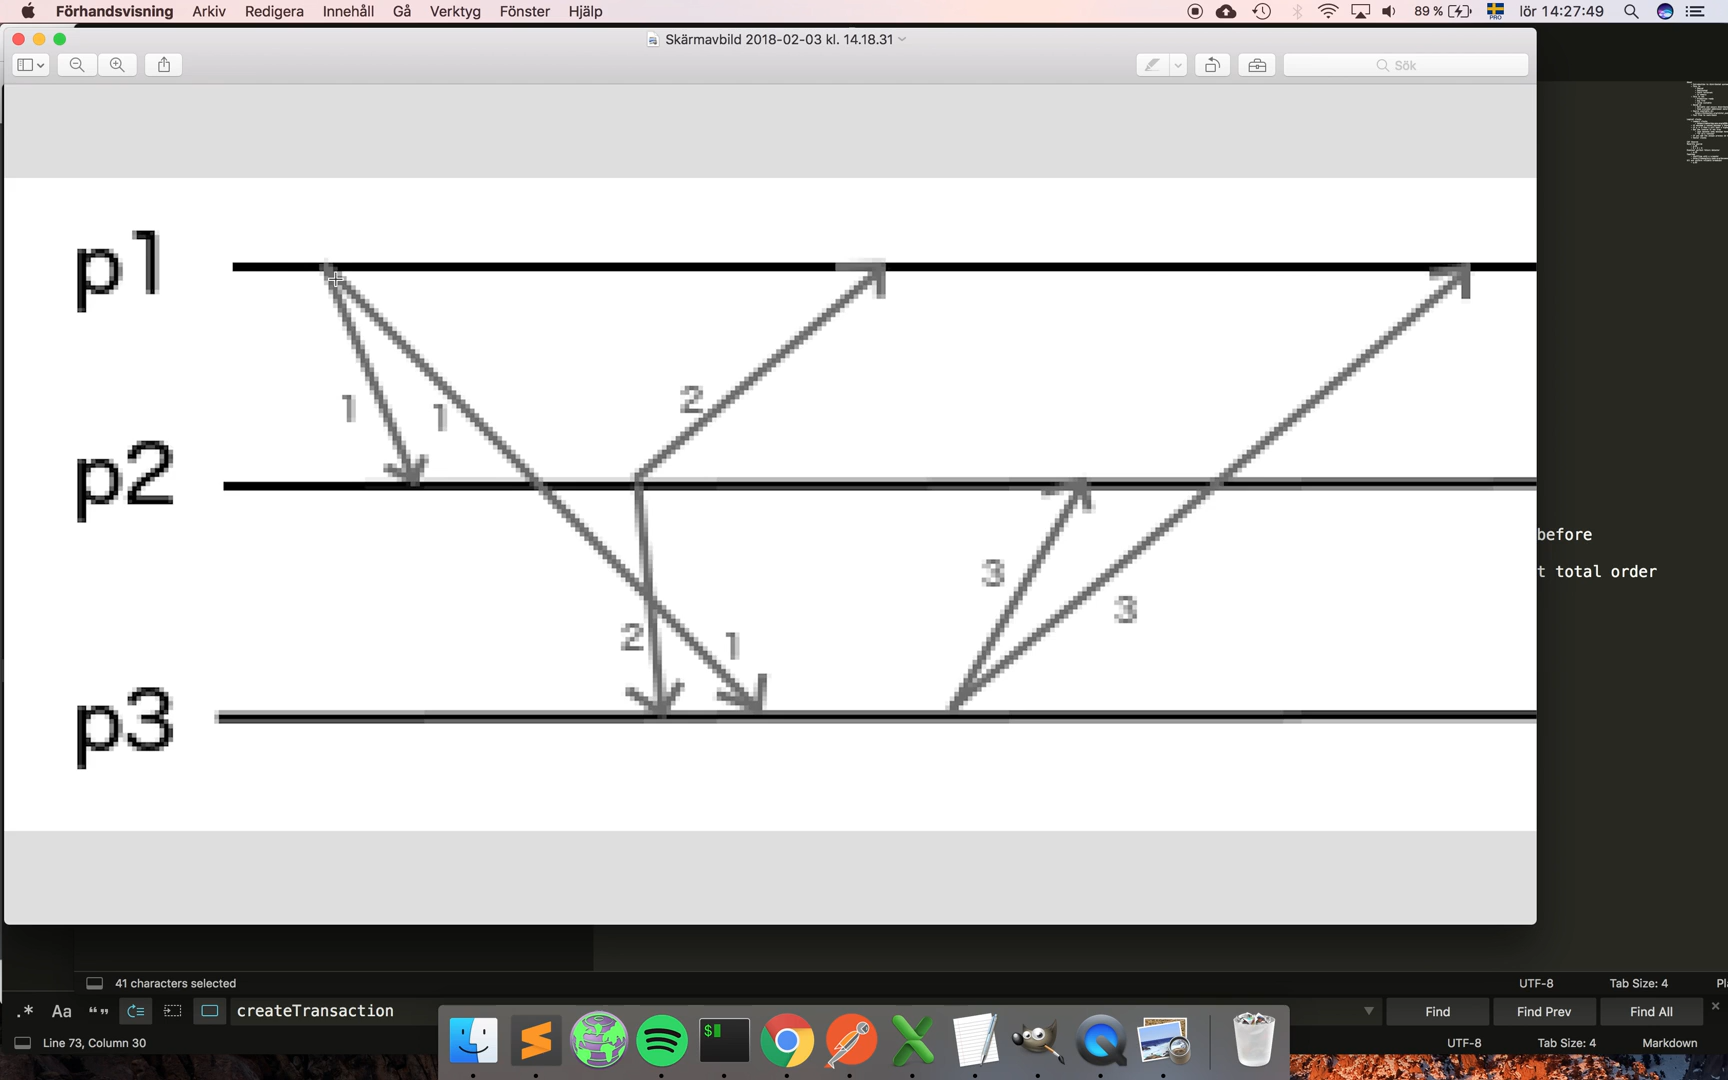 Förhandsvisning Arkiv Redigera Innehåll Gå Verktyg Fönster Hjälp 89 % PRO lör 14:27:49
Skärmavbild 2018-02-03 kl. 14.18.31
Sök
p1
2
1 1
p2
before
3
t total order
3
2 1
p3
41 characters selected UTF-8 Tab Size: 4 Pl
.* Aa “” createTransaction Find Find Prev Find All
$
Line 73, Column 30 UTF-8 Tab Size: 4 Markdown